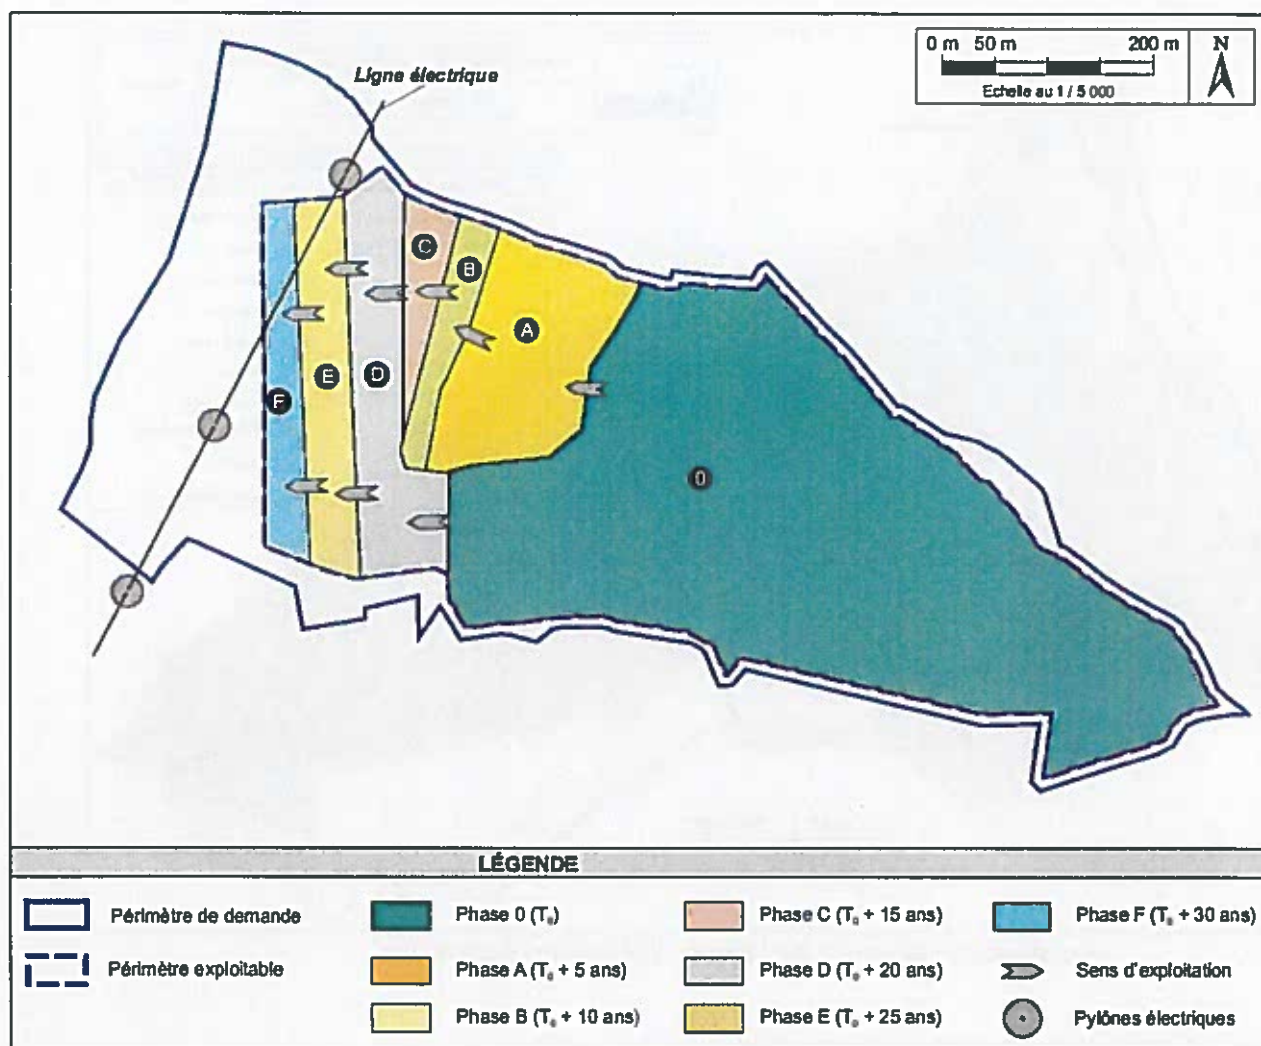 0 m 50 m 200 m
N
Echelle au 1 / 5 000
Ligne électrique
C
B
A
E
D
F
0
LÉGENDE
Périmètre de demande
Phase 0 (T₀)
Phase C (T₀ + 15 ans)
Phase F (T₀ + 30 ans)
Périmètre exploitable
Phase A (T₀ + 5 ans)
Phase D (T₀ + 20 ans)
Sens d'exploitation
Phase B (T₀ + 10 ans)
Phase E (T₀ + 25 ans)
Pylônes électriques